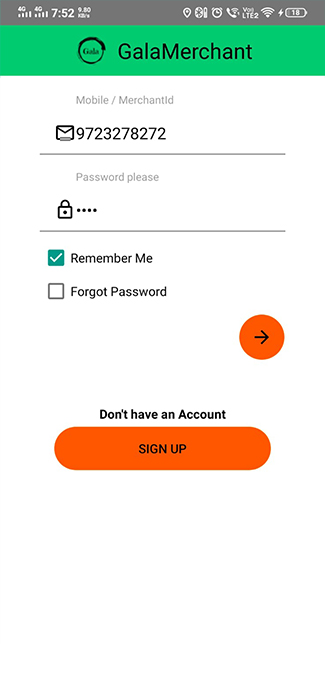 4G 4G 7:52 9.80 KB/s Vo) LTE2 18
Gala GalaMerchant
Mobile / MerchantId
9723278272
Password please
••••
Remember Me
Forgot Password
Don't have an Account
SIGN UP